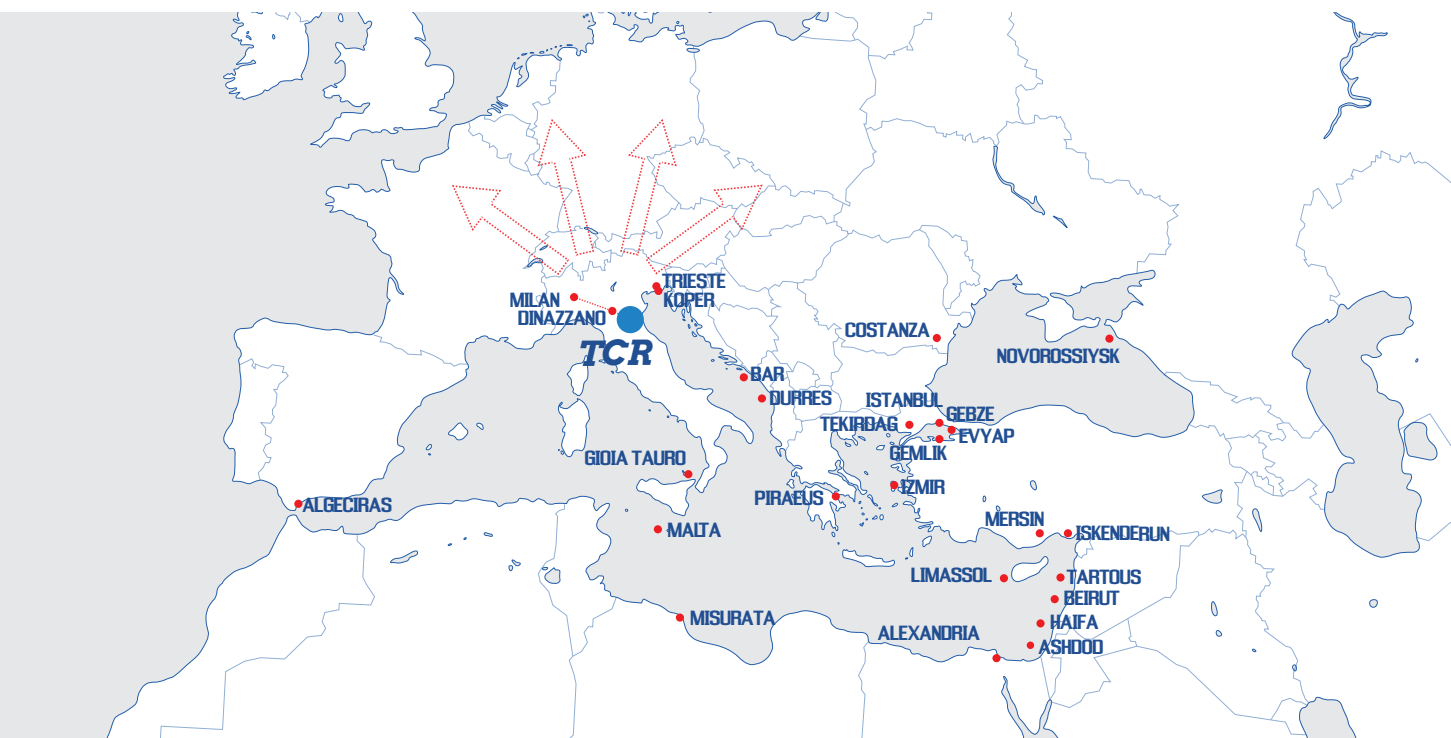 TRIESTE
MILAN
KOPER
DINAZZANO
TCR
COSTANZA
NOVOROSSIYSK
BAR
DURRES
ISTANBUL
GEBZE
TEKIRDAG
EVYAP
GEMLIK
GIOIA TAURO
IZMIR
PIRAEUS
ALGECIRAS
MERSIN
MALTA
ISKENDERUN
LIMASSOL
TARTOUS
BEIRUT
MISURATA
HAIFA
ALEXANDRIA
ASHDOD